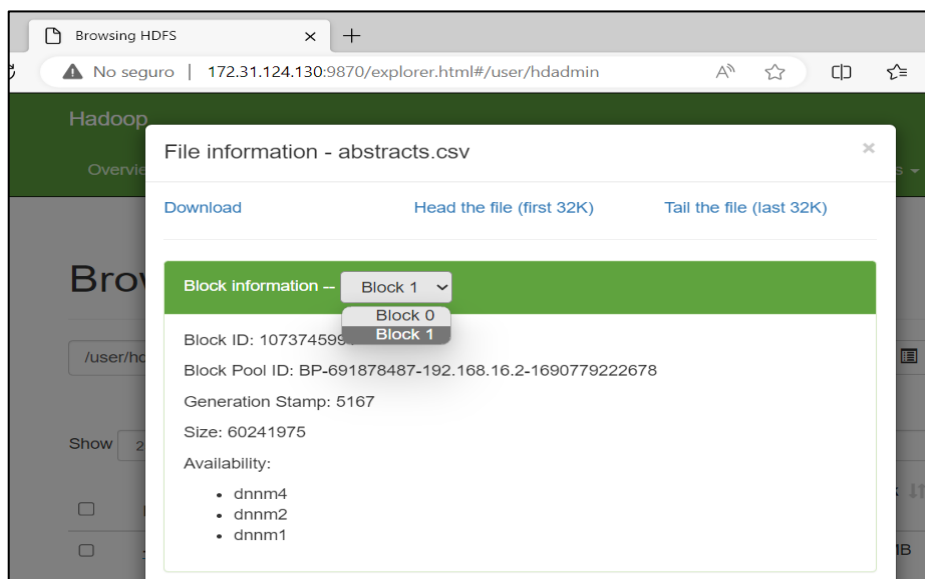 Browsing HDFS
No seguro | 172.31.124.130:9870/explorer.html#/user/hdadmin
Hadoop
File information - abstracts.csv
Download Head the file (first 32K) Tail the file (last 32K)
Block information -- Block 1
Block 0
Block 1
Block ID: 107374599
Block Pool ID: BP-691878487-192.168.16.2-1690779222678
Generation Stamp: 5167
Show
Size: 60241975
Availability:
• dnnm4
• dnnm2
• dnnm1